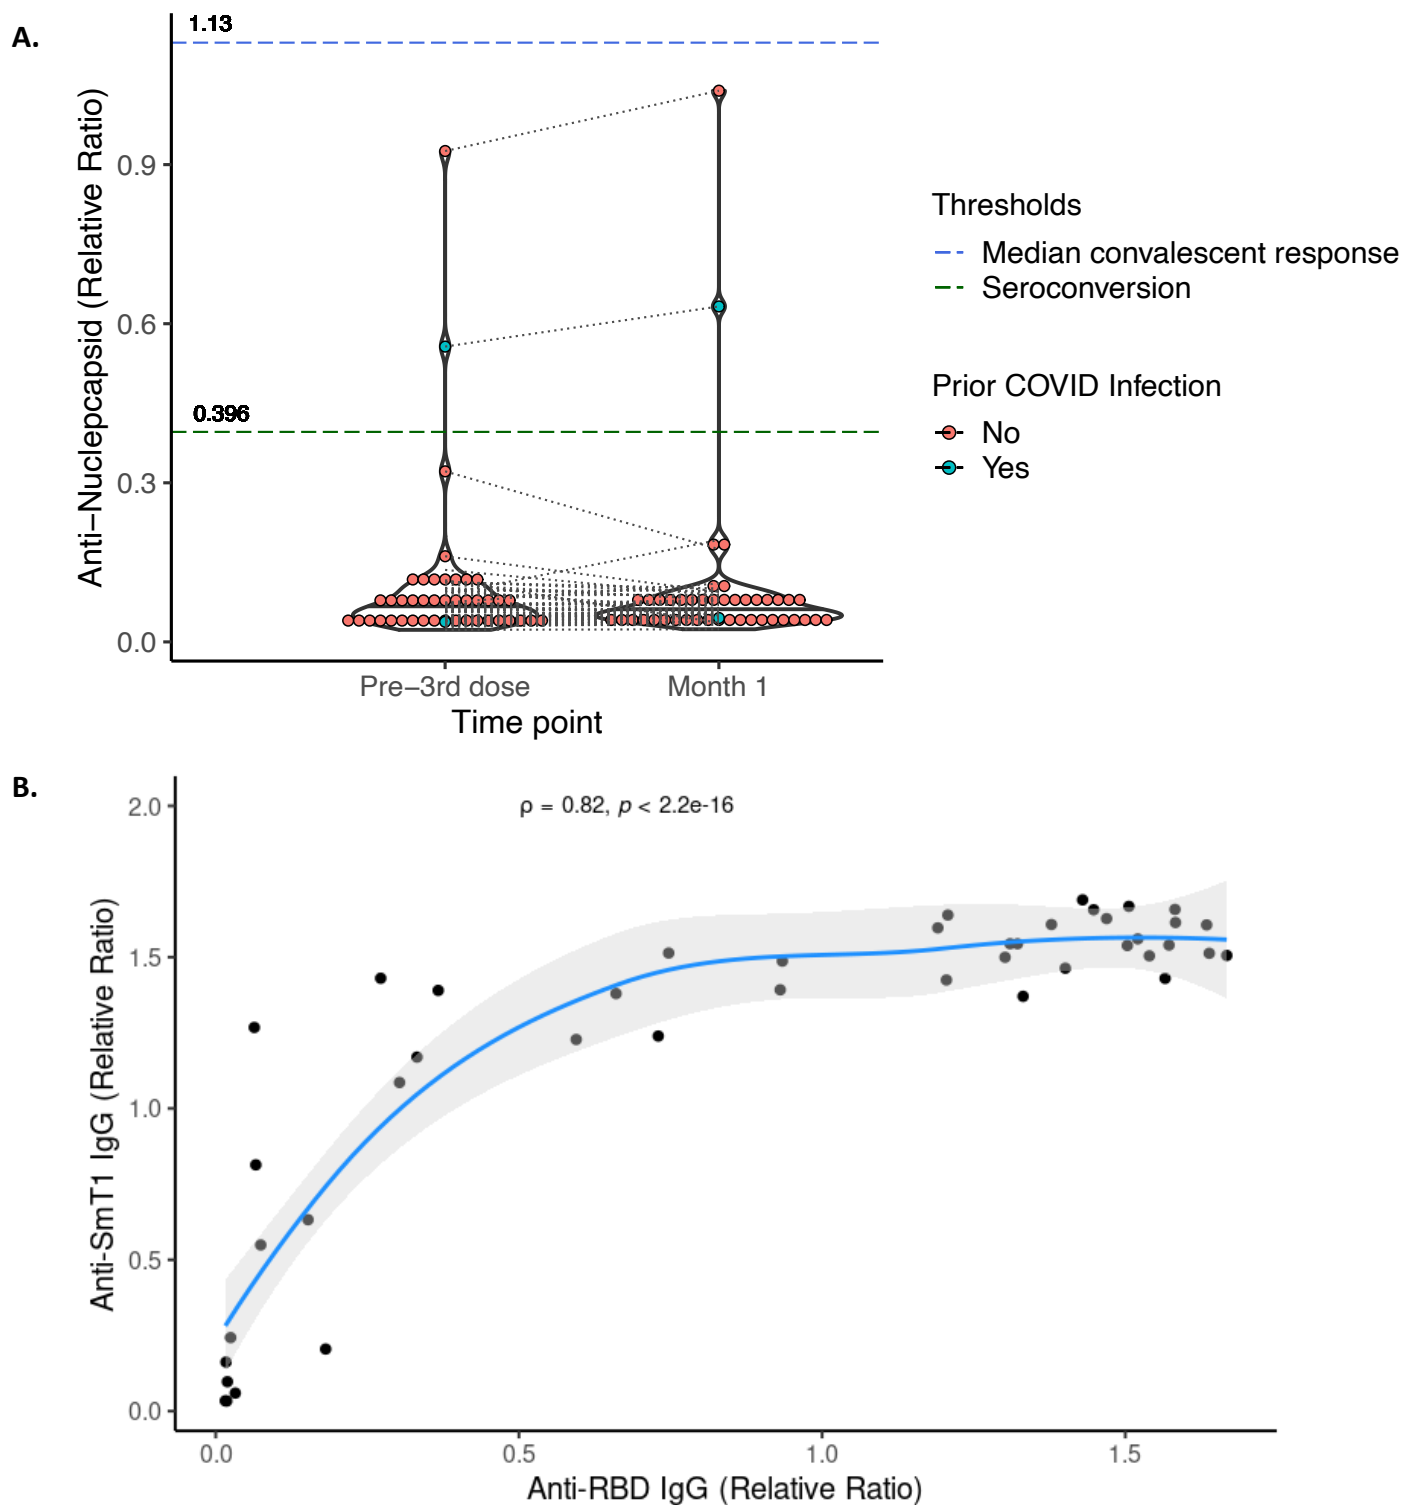 A.
1.13
Anti−Nuclepcapsid (Relative Ratio)
0.9
0.6
0.396
0.3
0.0
Pre−3rd dose
Month 1
Time point
Thresholds
Median convalescent response
Seroconversion
Prior COVID Infection
No
Yes
B.
ρ = 0.82, p < 2.2e-16
Anti-SmT1 IgG (Relative Ratio)
2.0
1.5
1.0
0.5
0.0
0.0
0.5
1.0
1.5
Anti-RBD IgG (Relative Ratio)